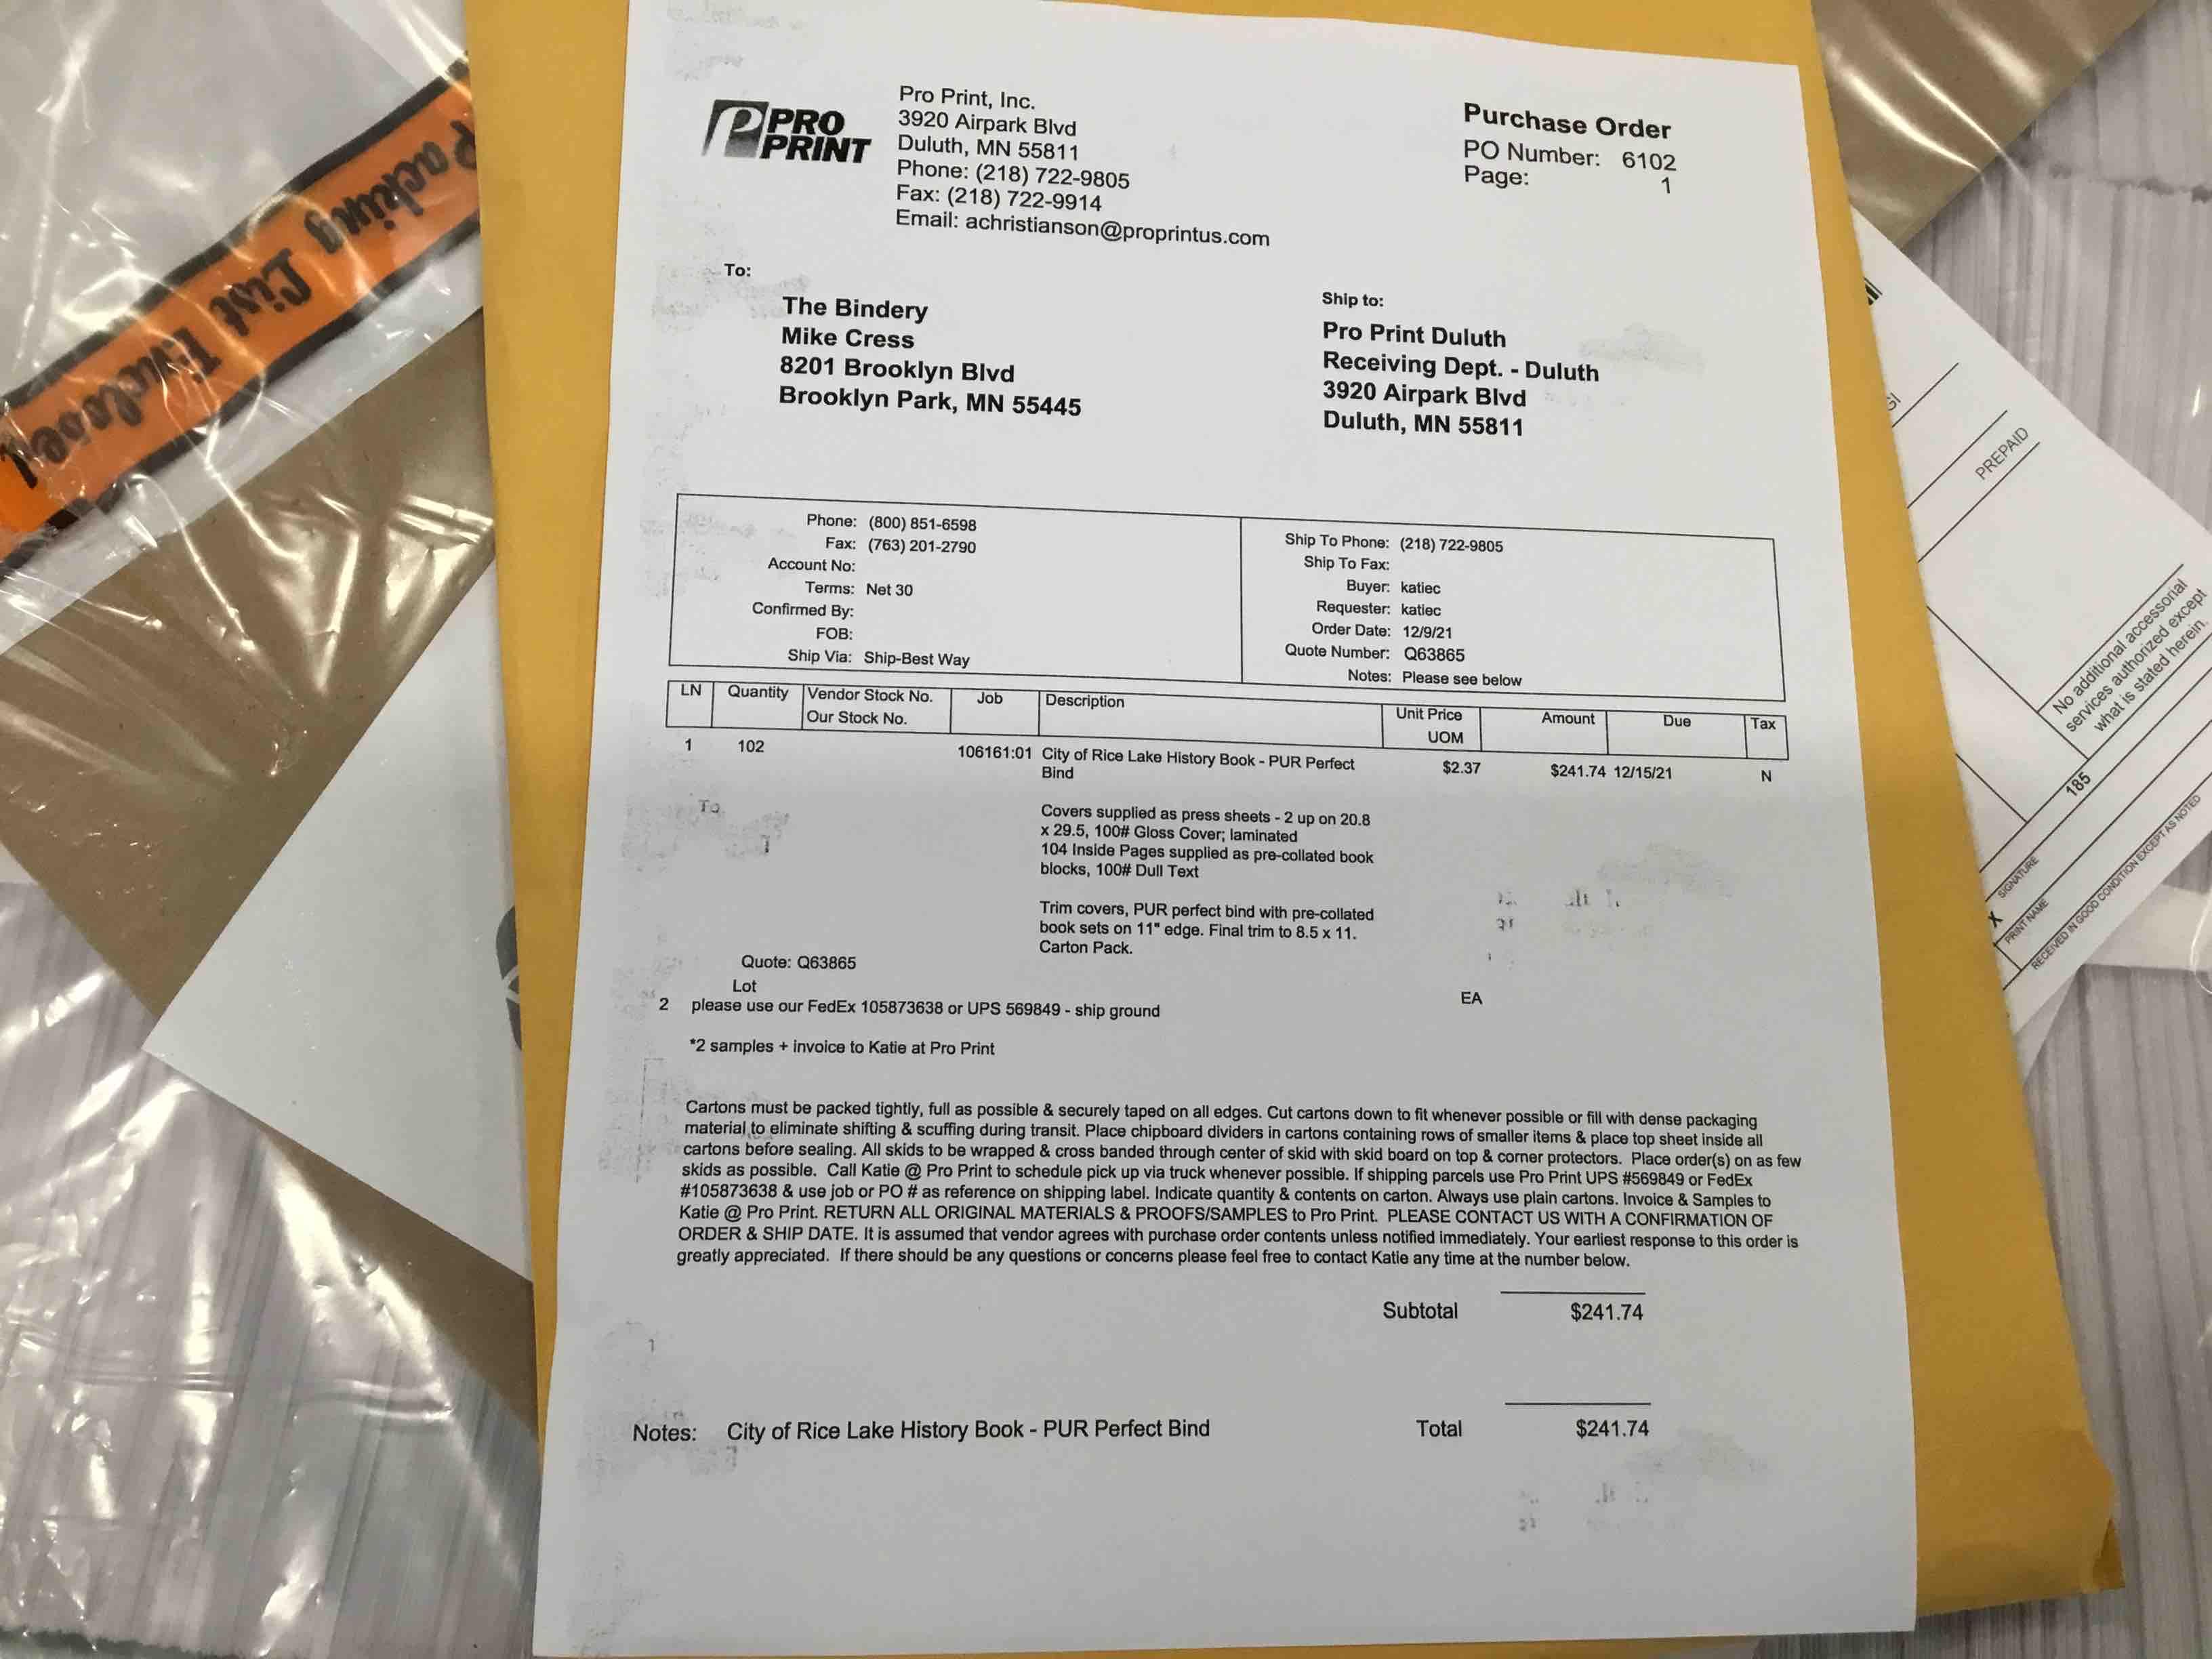 PRO
PRINT
Pro Print, Inc.
3920 Airpark Blvd
Duluth, MN 55811
Phone: (218) 722-9805
Fax: (218) 722-9914
Email: achristianson@proprintus.com
Purchase Order
PO Number: 6102
Page: 1
To:
The Bindery
Mike Cress
8201 Brooklyn Blvd
Brooklyn Park, MN 55445
Ship to:
Pro Print Duluth
Receiving Dept. - Duluth
3920 Airpark Blvd
Duluth, MN 55811
Phone: (800) 851-6598
Fax: (763) 201-2790
Account No:
Terms: Net 30
Confirmed By:
FOB:
Ship Via: Ship-Best Way
Ship To Phone: (218) 722-9805
Ship To Fax:
Buyer: katiec
Requester: katiec
Order Date: 12/9/21
Quote Number: Q63865
Notes: Please see below
LN Quantity Vendor Stock No. Job Description Unit Price Amount Due Tax
Our Stock No. UOM
1 102 106161:01 City of Rice Lake History Book - PUR Perfect $2.37 $241.74 12/15/21 N
Bind
To
Covers supplied as press sheets - 2 up on 20.8
x 29.5, 100# Gloss Cover; laminated
104 Inside Pages supplied as pre-collated book
blocks, 100# Dull Text
Trim covers, PUR perfect bind with pre-collated
book sets on 11" edge. Final trim to 8.5 x 11.
Carton Pack.
Quote: Q63865
Lot
2 please use our FedEx 105873638 or UPS 569849 - ship ground EA
*2 samples + invoice to Katie at Pro Print
Cartons must be packed tightly, full as possible & securely taped on all edges. Cut cartons down to fit whenever possible or fill with dense packaging
material to eliminate shifting & scuffing during transit. Place chipboard dividers in cartons containing rows of smaller items & place top sheet inside all
cartons before sealing. All skids to be wrapped & cross banded through center of skid with skid board on top & corner protectors. Place order(s) on as few
skids as possible. Call Katie @ Pro Print to schedule pick up via truck whenever possible. If shipping parcels use Pro Print UPS #569849 or FedEx
#105873638 & use job or PO # as reference on shipping label. Indicate quantity & contents on carton. Always use plain cartons. Invoice & Samples to
Katie @ Pro Print. RETURN ALL ORIGINAL MATERIALS & PROOFS/SAMPLES to Pro Print. PLEASE CONTACT US WITH A CONFIRMATION OF
ORDER & SHIP DATE. It is assumed that vendor agrees with purchase order contents unless notified immediately. Your earliest response to this order is
greatly appreciated. If there should be any questions or concerns please feel free to contact Katie any time at the number below.
Subtotal $241.74
Notes: City of Rice Lake History Book - PUR Perfect Bind Total $241.74
Packing List Enclosed
PREPAID
No additional accessorial
services authorized except
what is stated herein.
185
SIGNATURE
X
PRINT NAME
RECEIVED IN GOOD CONDITION EXCEPT AS NOTED